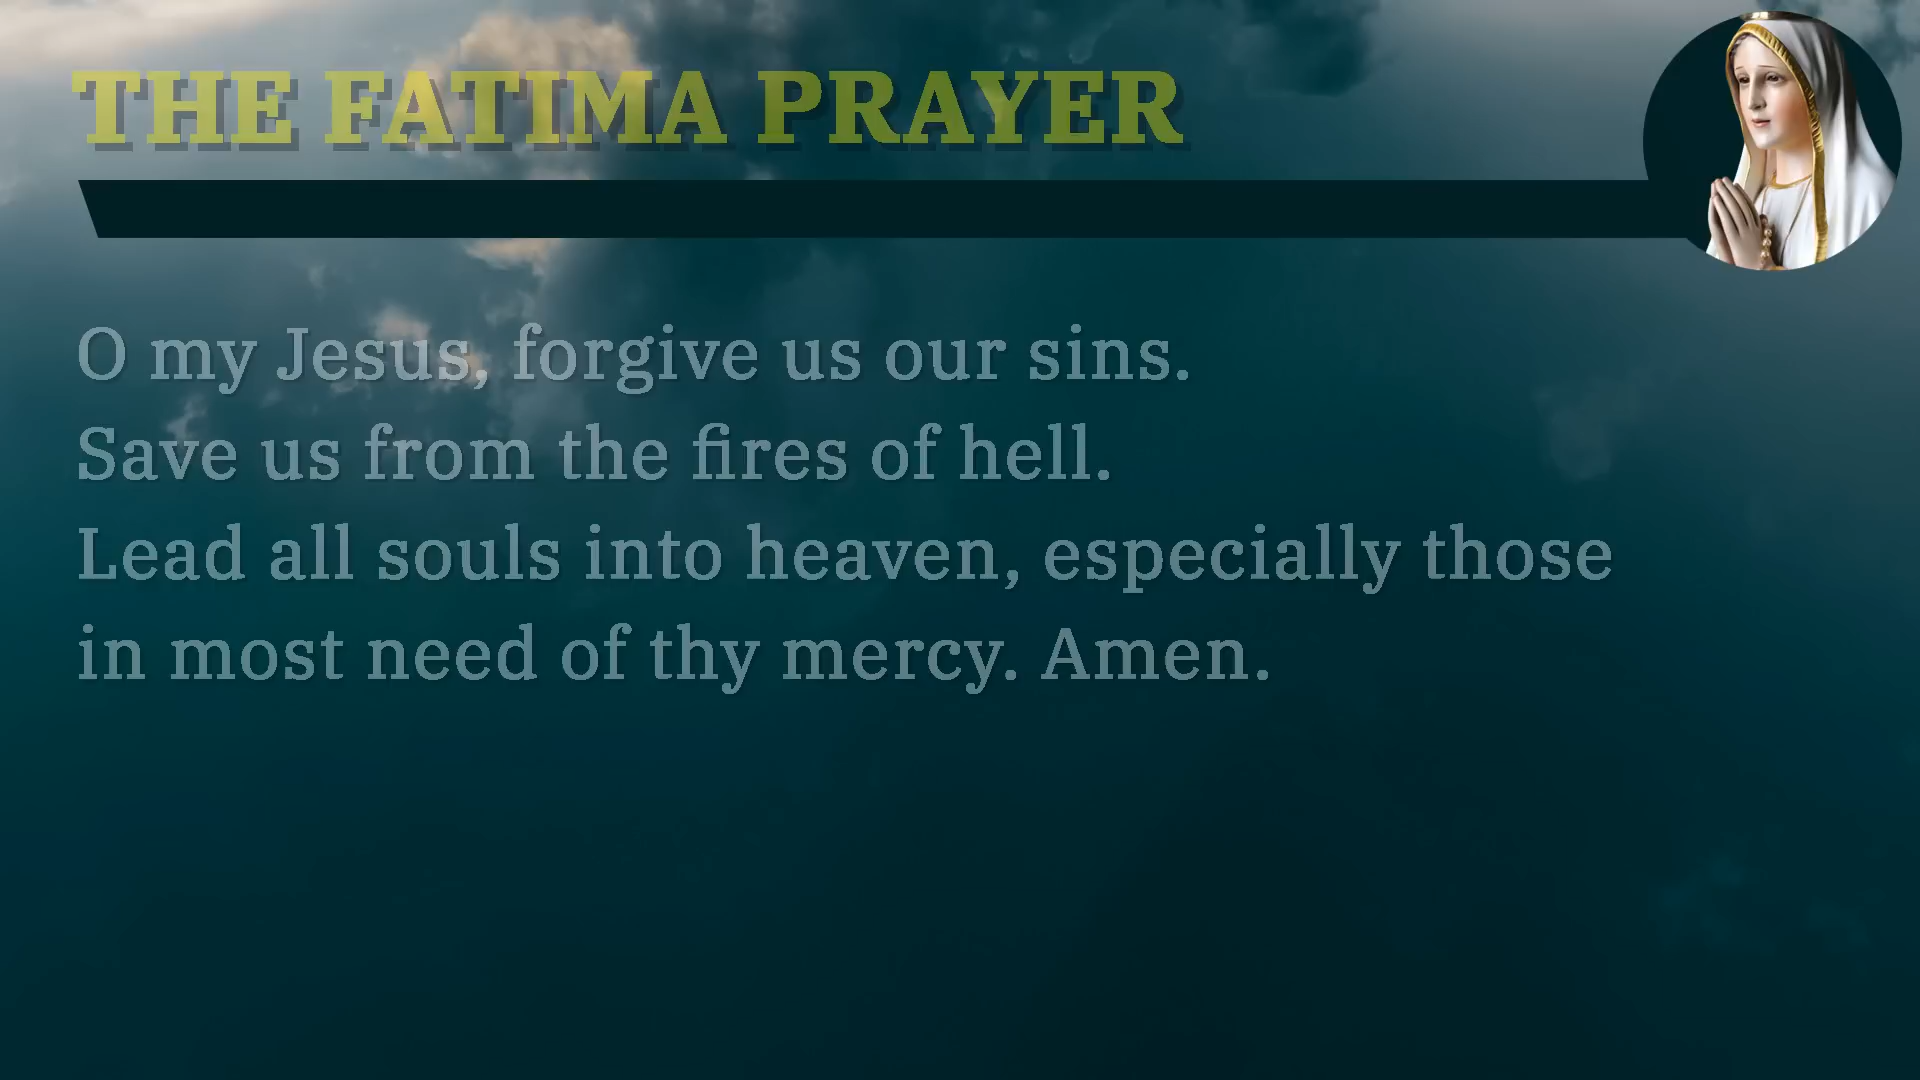 THE FATIMA PRAYER
O my Jesus, forgive us our sins.
Save us from the fires of hell.
Lead all souls into heaven, especially those
in most need of thy mercy. Amen.